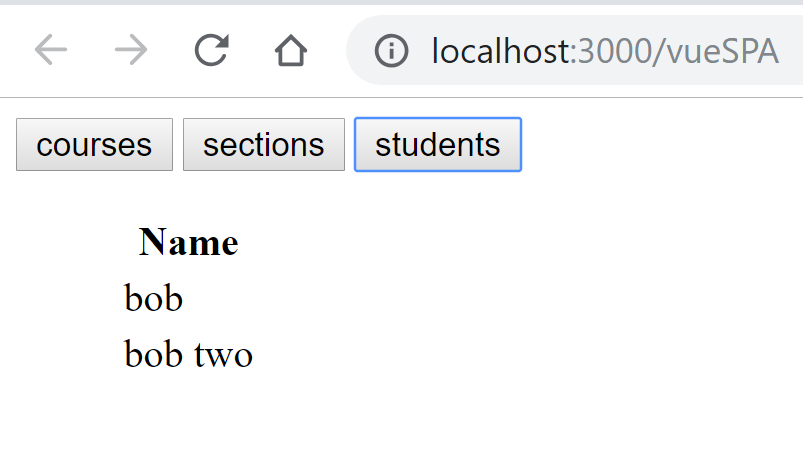 localhost:3000/vueSPA
courses sections students
Name
bob
bob two